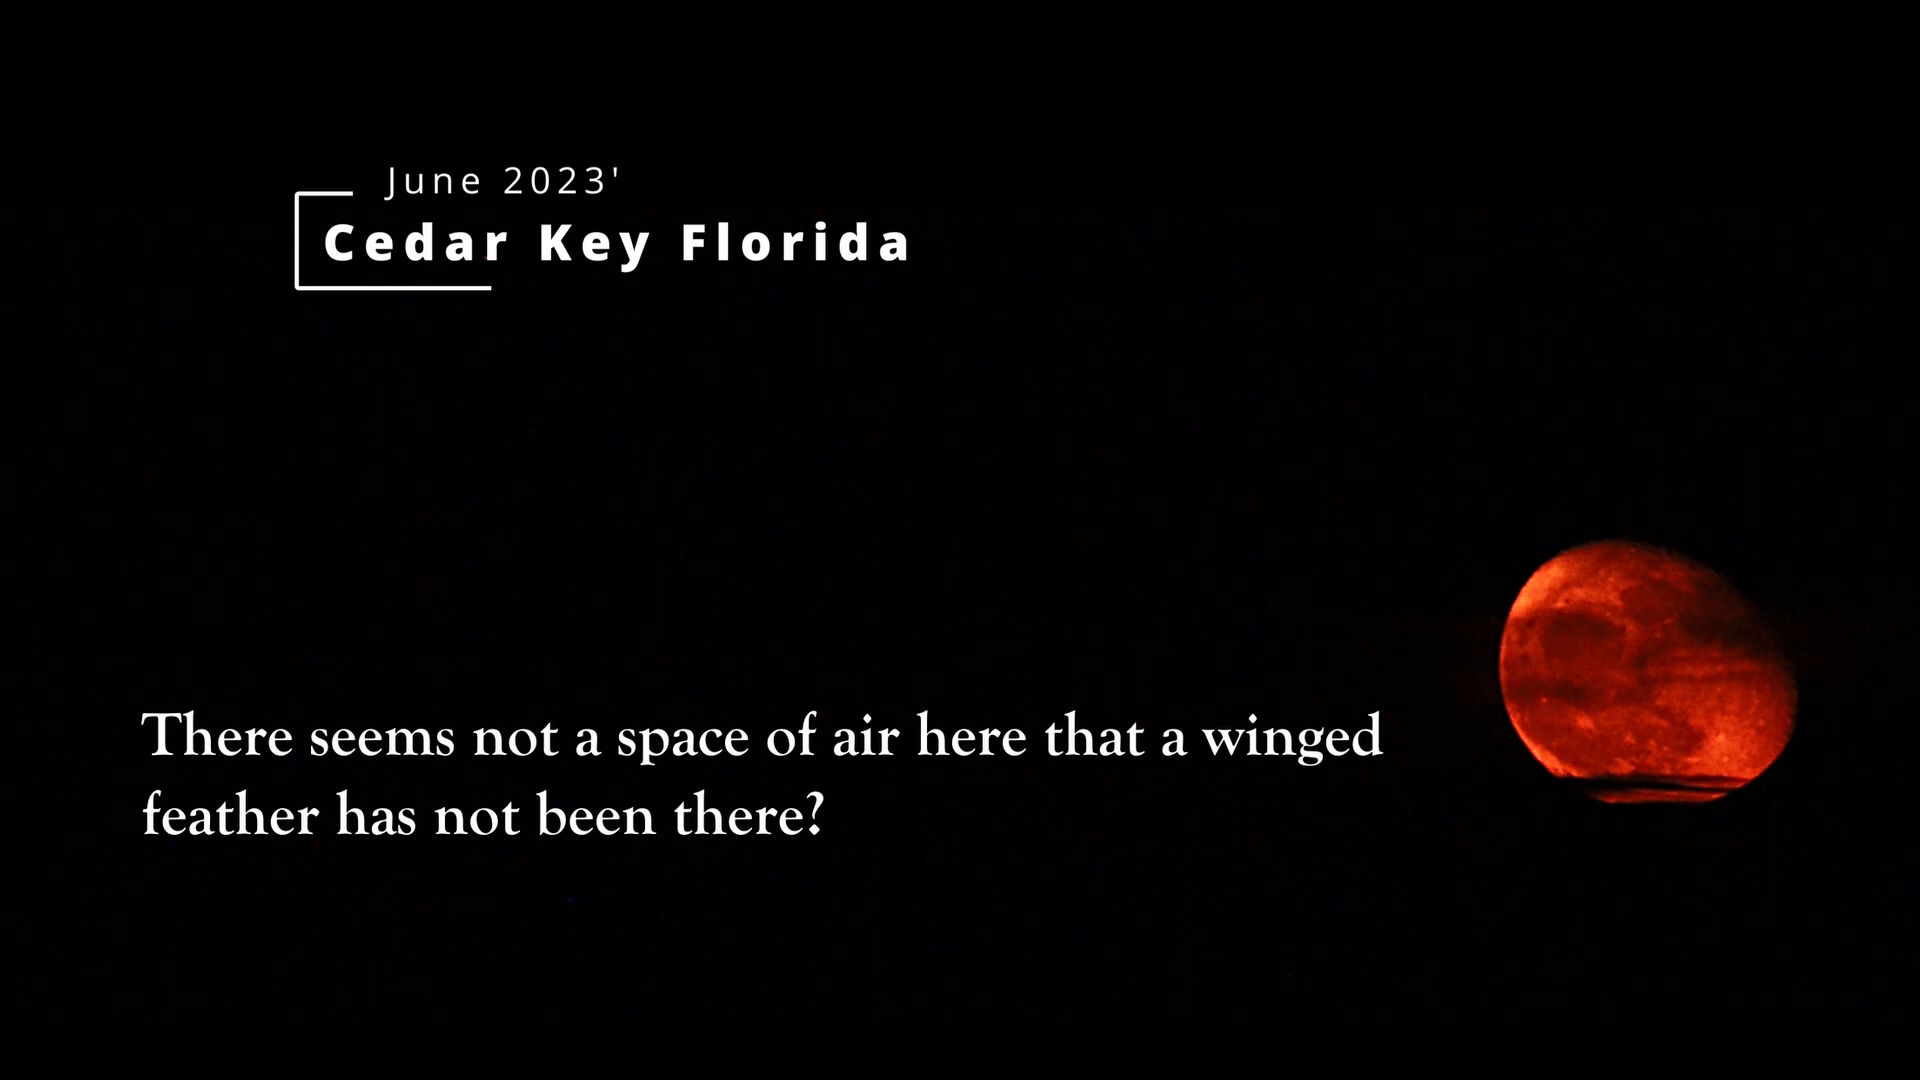 June 2023'
Cedar Key Florida
There seems not a space of air here that a winged
feather has not been there?